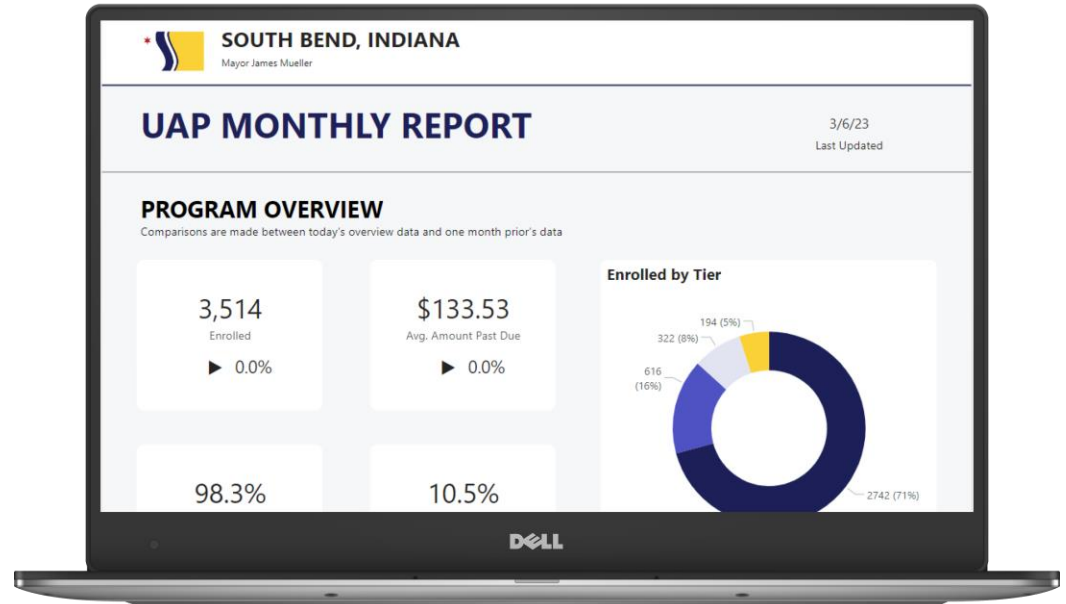 SOUTH BEND, INDIANA
Mayor James Mueller
UAP MONTHLY REPORT
3/6/23
Last Updated
PROGRAM OVERVIEW
Comparisons are made between today's overview data and one month prior's data
3,514
Enrolled
0.0%
$133.53
Avg. Amount Past Due
0.0%
Enrolled by Tier
194 (5%)
322 (8%)
616
(16%)
2742 (71%)
98.3%
10.5%
DELL